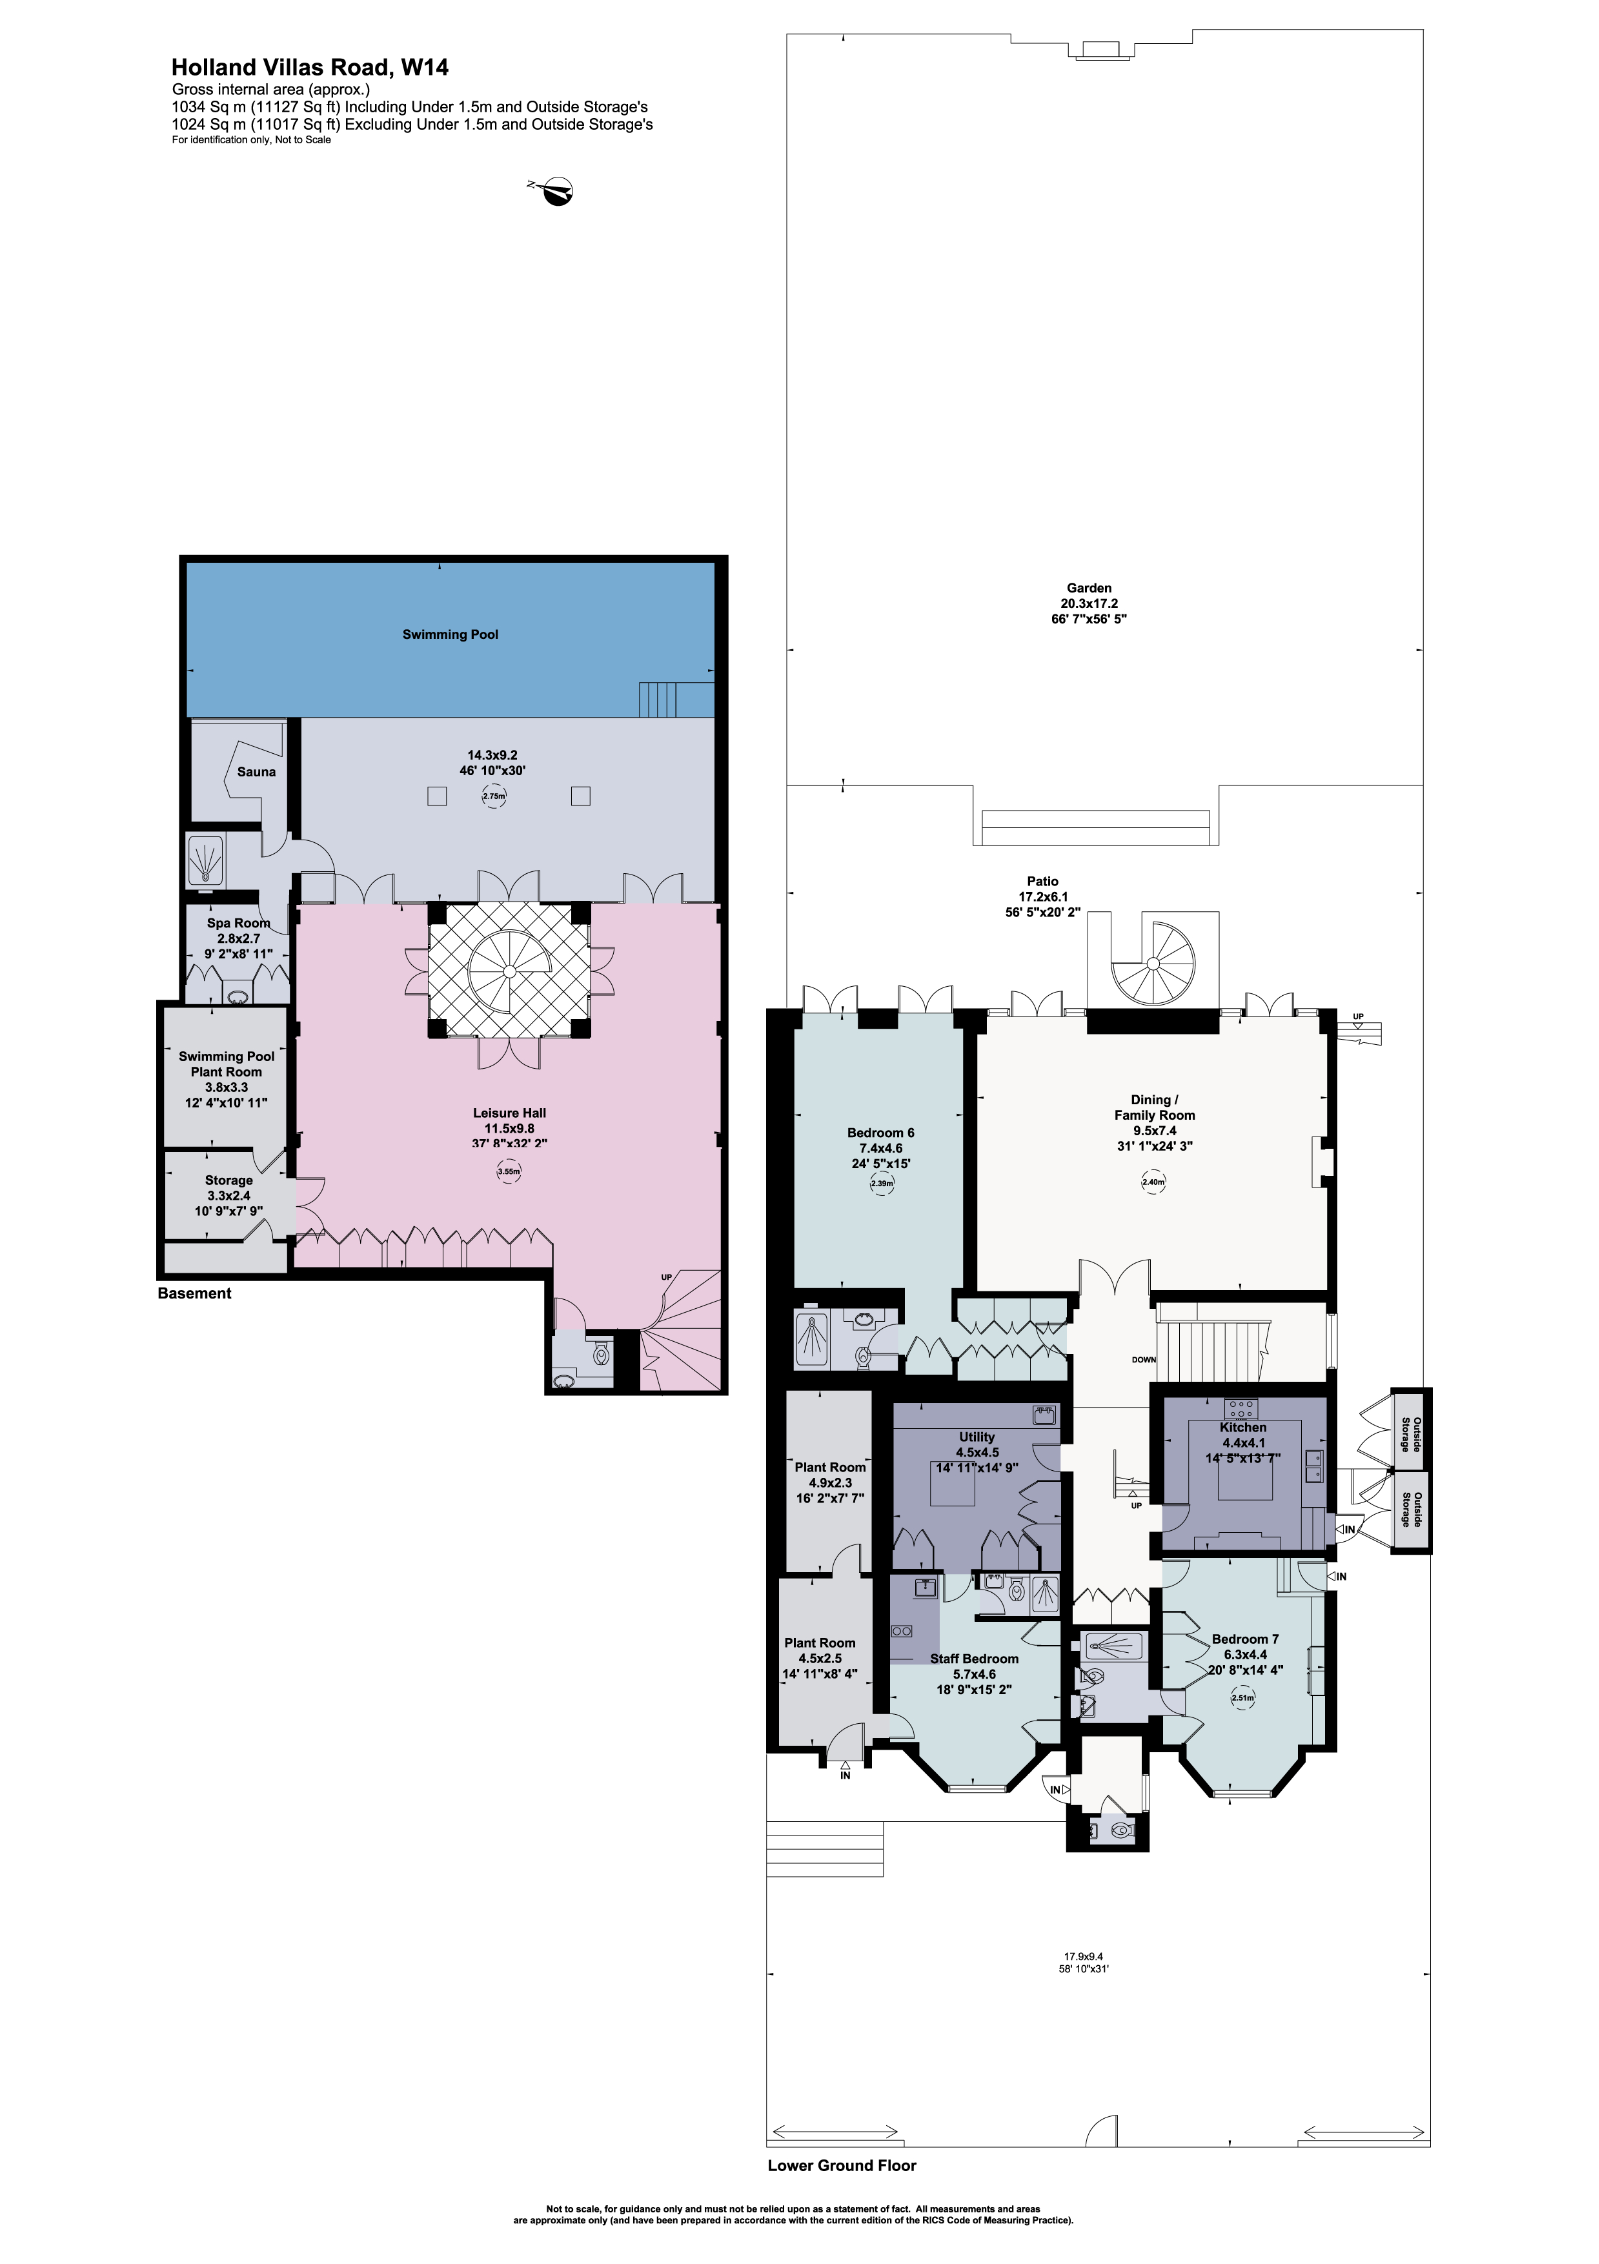 Holland Villas Road, W14
Gross internal area (approx.)
1034 Sq m (11127 Sq ft) Including Under 1.5m and Outside Storage's
1024 Sq m (11017 Sq ft) Excluding Under 1.5m and Outside Storage's
For identification only, Not to Scale
N
Swimming Pool
14.3x9.2
46' 10"x30'
2.75m
Sauna
Spa Room
2.8x2.7
9' 2"x8' 11"
Swimming Pool
Plant Room
3.8x3.3
12' 4"x10' 11"
Leisure Hall
11.5x9.8
37' 8"x32' 2"
3.55m
Storage
3.3x2.4
10' 9"x7' 9"
UP
Basement
Garden
20.3x17.2
66' 7"x56' 5"
Patio
17.2x6.1
56' 5"x20' 2"
UP
Bedroom 6
7.4x4.6
24' 5"x15'
2.39m
Dining /
Family Room
9.5x7.4
31' 1"x24' 3"
2.40m
DOWN
Utility
4.5x4.5
14' 11"x14' 9"
Kitchen
4.4x4.1
14' 5"x13' 7"
Outside
Storage
Outside
Storage
Plant Room
4.9x2.3
16' 2"x7' 7"
UP
IN
IN
Plant Room
4.5x2.5
14' 11"x8' 4"
Staff Bedroom
5.7x4.6
18' 9"x15' 2"
Bedroom 7
6.3x4.4
20' 8"x14' 4"
2.51m
IN
IN
17.9x9.4
58' 10"x31'
Lower Ground Floor
Not to scale, for guidance only and must not be relied upon as a statement of fact. All measurements and areas
are approximate only (and have been prepared in accordance with the current edition of the RICS Code of Measuring Practice).